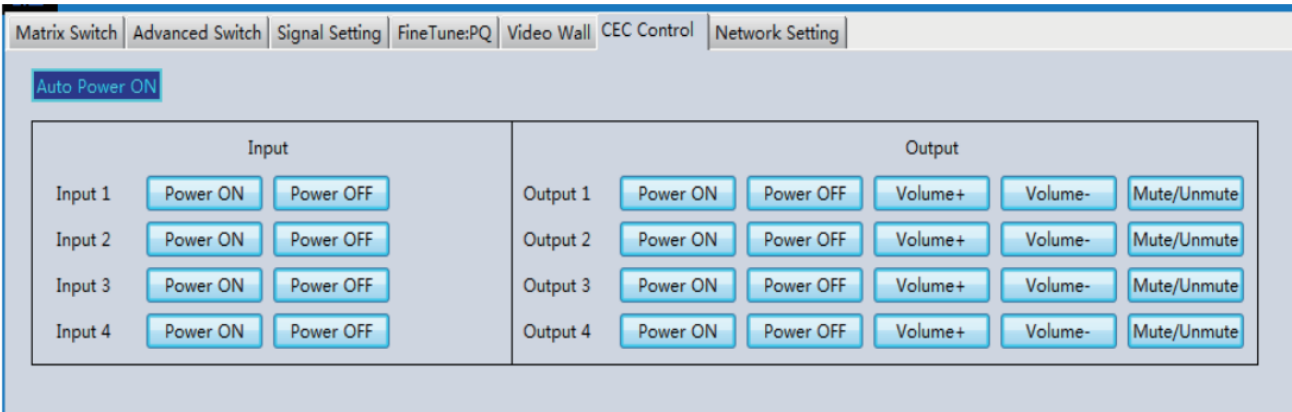 Matrix Switch Advanced Switch Signal Setting FineTune:PQ Video Wall CEC Control Network Setting
Auto Power ON
Input Output
Input 1 Power ON Power OFF Output 1 Power ON Power OFF Volume+ Volume- Mute/Unmute
Input 2 Power ON Power OFF Output 2 Power ON Power OFF Volume+ Volume- Mute/Unmute
Input 3 Power ON Power OFF Output 3 Power ON Power OFF Volume+ Volume- Mute/Unmute
Input 4 Power ON Power OFF Output 4 Power ON Power OFF Volume+ Volume- Mute/Unmute